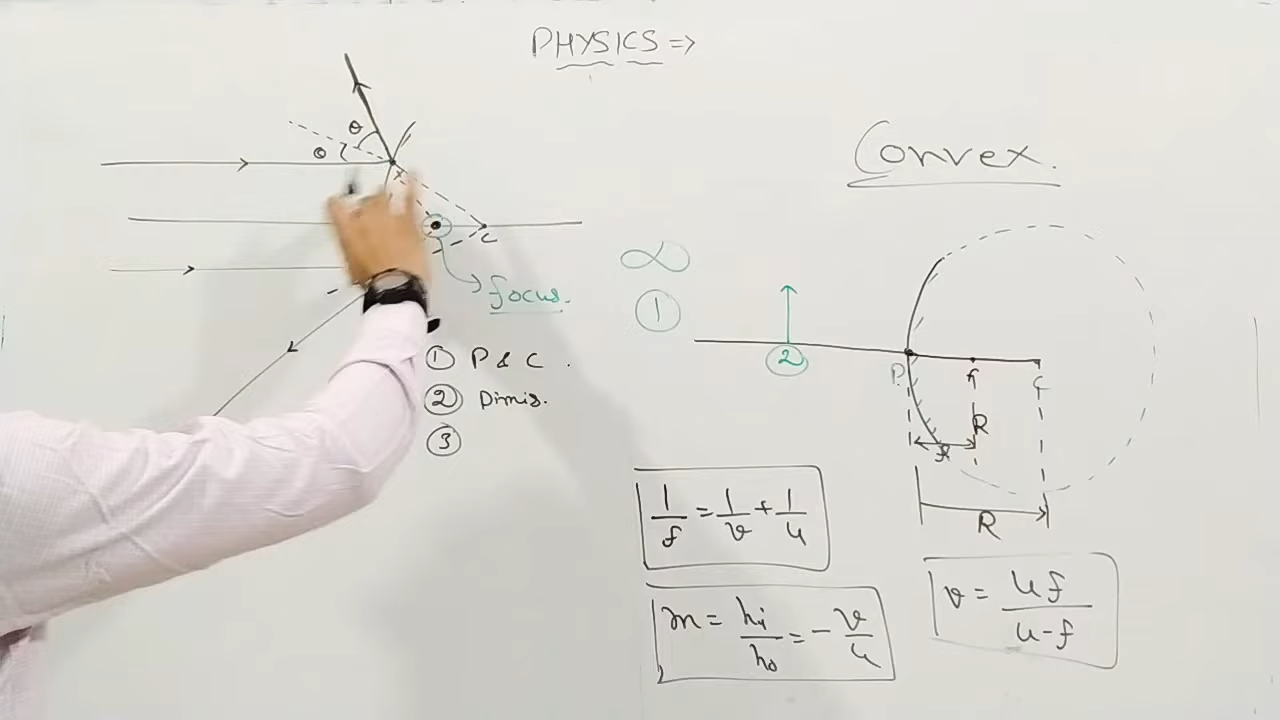 PHYSICS ⇒
Convex.
θ
θ
C
focus.
① P & C.
② Dimis.
③
∞
①
②
P
C
R
R
1/f = 1/v + 1/u
m = hi/ho = -v/u
v = uf/u-f